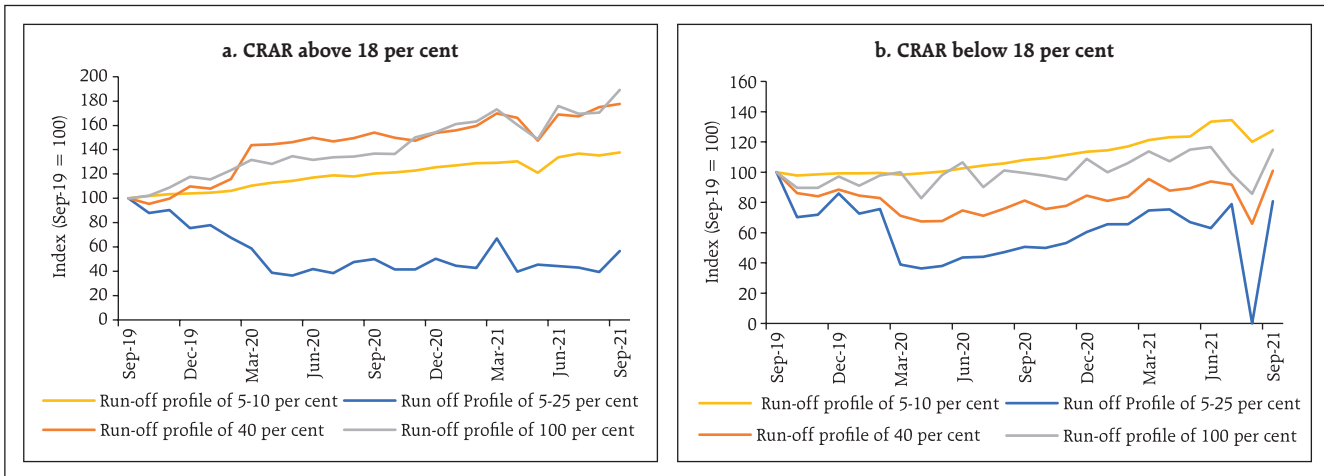 a. CRAR above 18 per cent
Index (Sep-19 = 100)
200
180
160
140
120
100
80
60
40
20
0
Sep-19
Dec-19
Mar-20
Jun-20
Sep-20
Dec-20
Mar-21
Jun-21
Sep-21
Run-off profile of 5-10 per cent
Run off Profile of 5-25 per cent
Run-off profile of 40 per cent
Run-off profile of 100 per cent
b. CRAR below 18 per cent
Index (Sep-19 = 100)
160
140
120
100
80
60
40
20
0
Sep-19
Dec-19
Mar-20
Jun-20
Sep-20
Dec-20
Mar-21
Jun-21
Sep-21
Run-off profile of 5-10 per cent
Run off Profile of 5-25 per cent
Run-off profile of 40 per cent
Run-off profile of 100 per cent